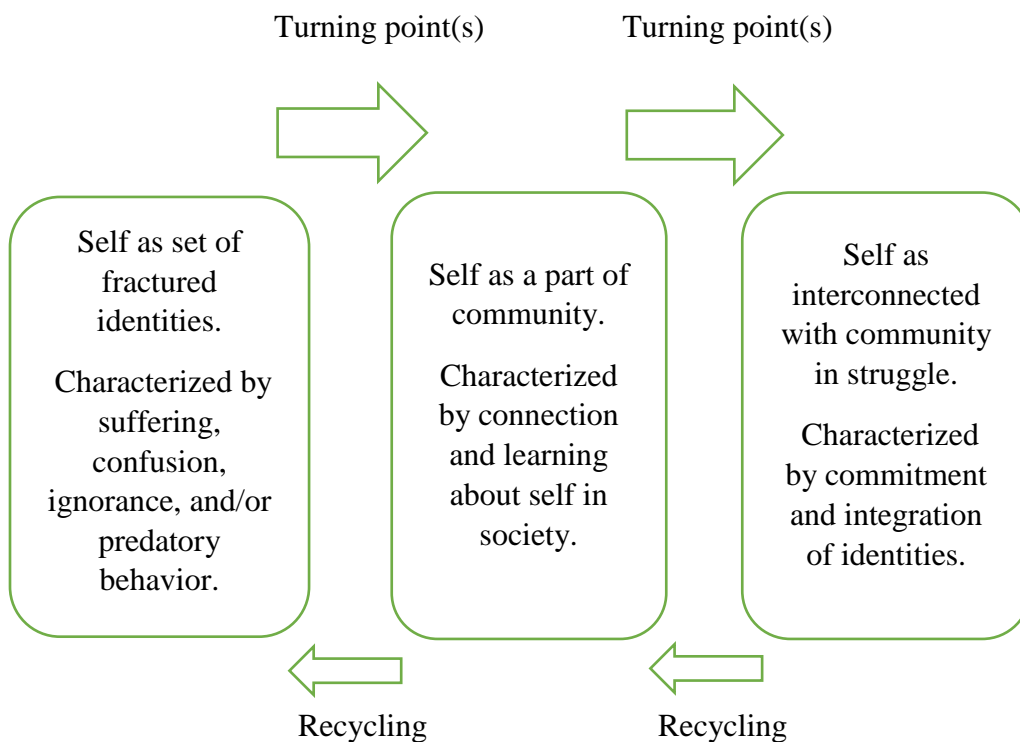 Turning point(s)
Turning point(s)
Self as set of
fractured
identities.
Characterized by
suffering,
confusion,
ignorance, and/or
predatory
behavior.
Self as a part of
community.
Characterized
by connection
and learning
about self in
society.
Self as
interconnected
with community
in struggle.
Characterized
by commitment
and integration
of identities.
Recycling
Recycling